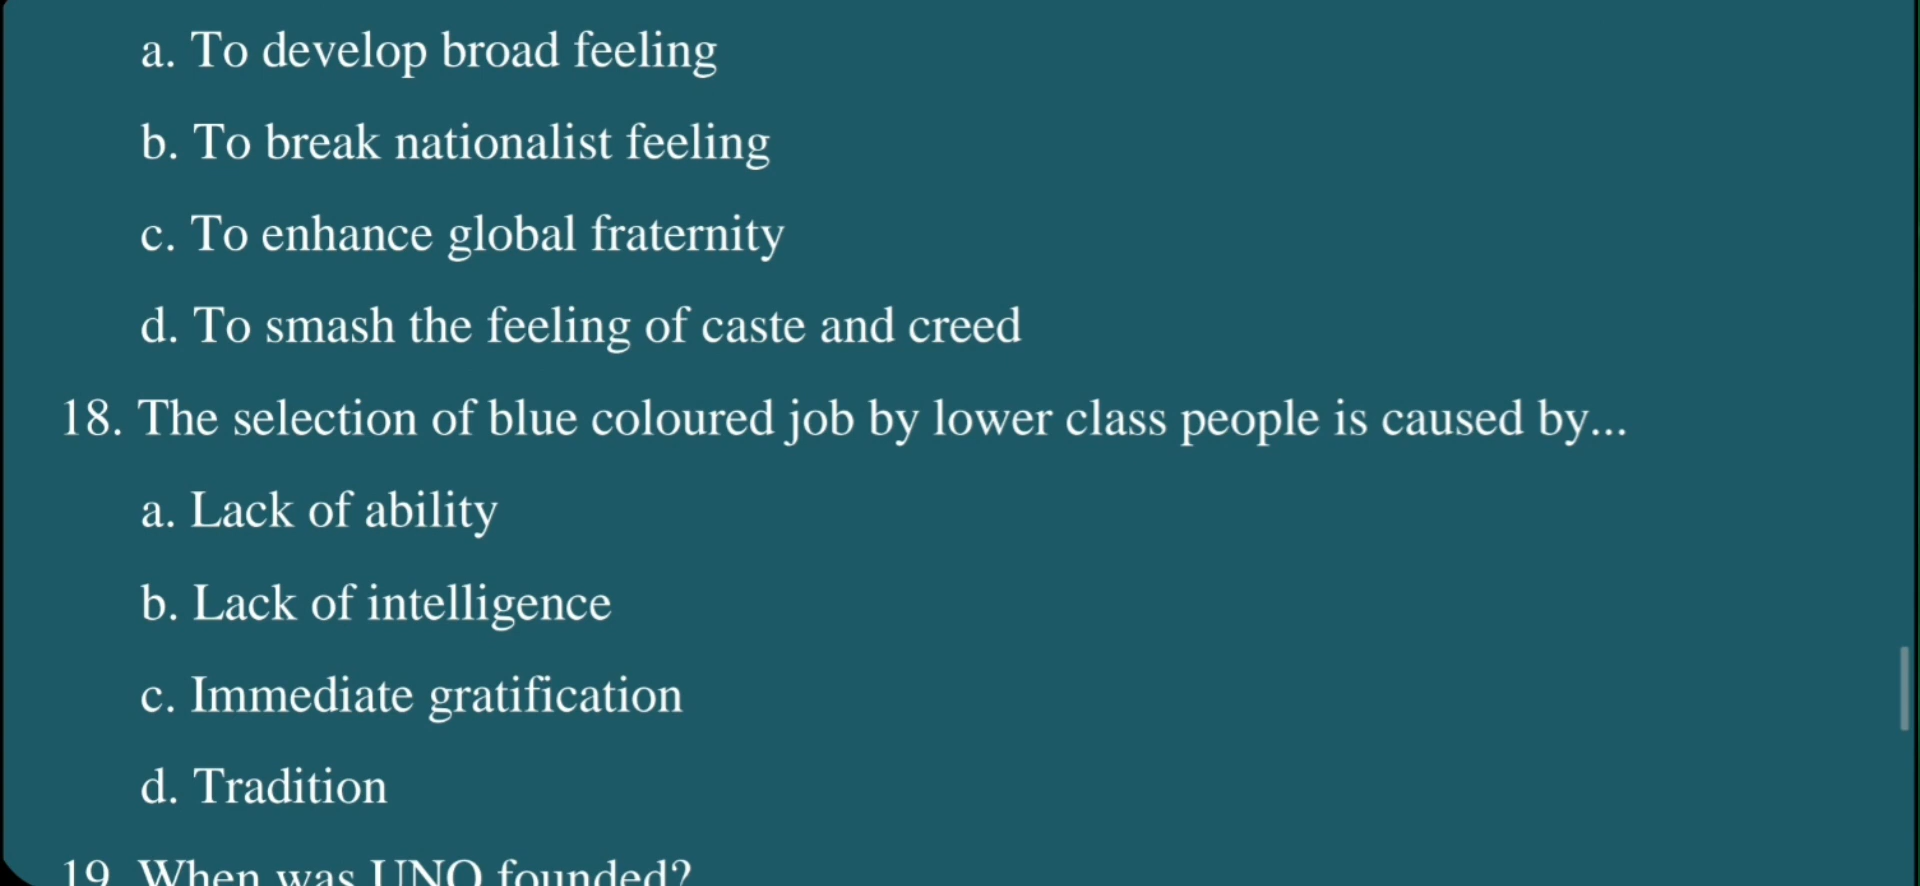 a. To develop broad feeling
b. To break nationalist feeling
c. To enhance global fraternity
d. To smash the feeling of caste and creed
18. The selection of blue coloured job by lower class people is caused by...
a. Lack of ability
b. Lack of intelligence
c. Immediate gratification
d. Tradition
19. When was UNO founded?